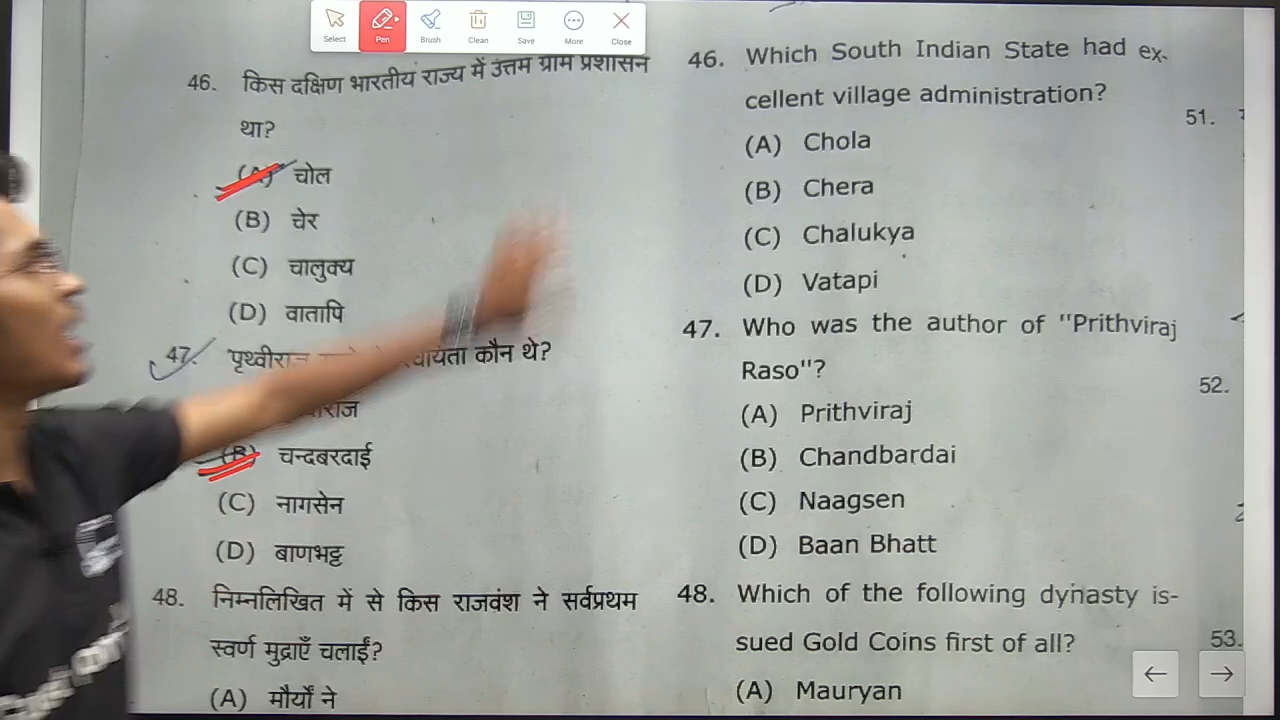 Select Pen Brush Clean Save More Close
46. किस दक्षिण भारतीय राज्य में उत्तम ग्राम प्रशासन
था?
(A) चोल
(B) चेर
(C) चालुक्य
(D) वातापि
47. पृथ्वीराज कौन थे?
(B) चन्दबरदाई
(C) नागसेन
(D) बाणभट्ट
48. निम्नलिखित में से किस राजवंश ने सर्वप्रथम
स्वर्ण मुद्राएँ चलाईं?
(A) मौर्यों ने
46. Which South Indian State had ex-
cellent village administration?
(A) Chola
(B) Chera
(C) Chalukya
(D) Vatapi
47. Who was the author of "Prithviraj
Raso"?
(A) Prithviraj
(B) Chandbardai
(C) Naagsen
(D) Baan Bhatt
48. Which of the following dynasty is-
sued Gold Coins first of all?
(A) Mauryan
51.
52.
53.